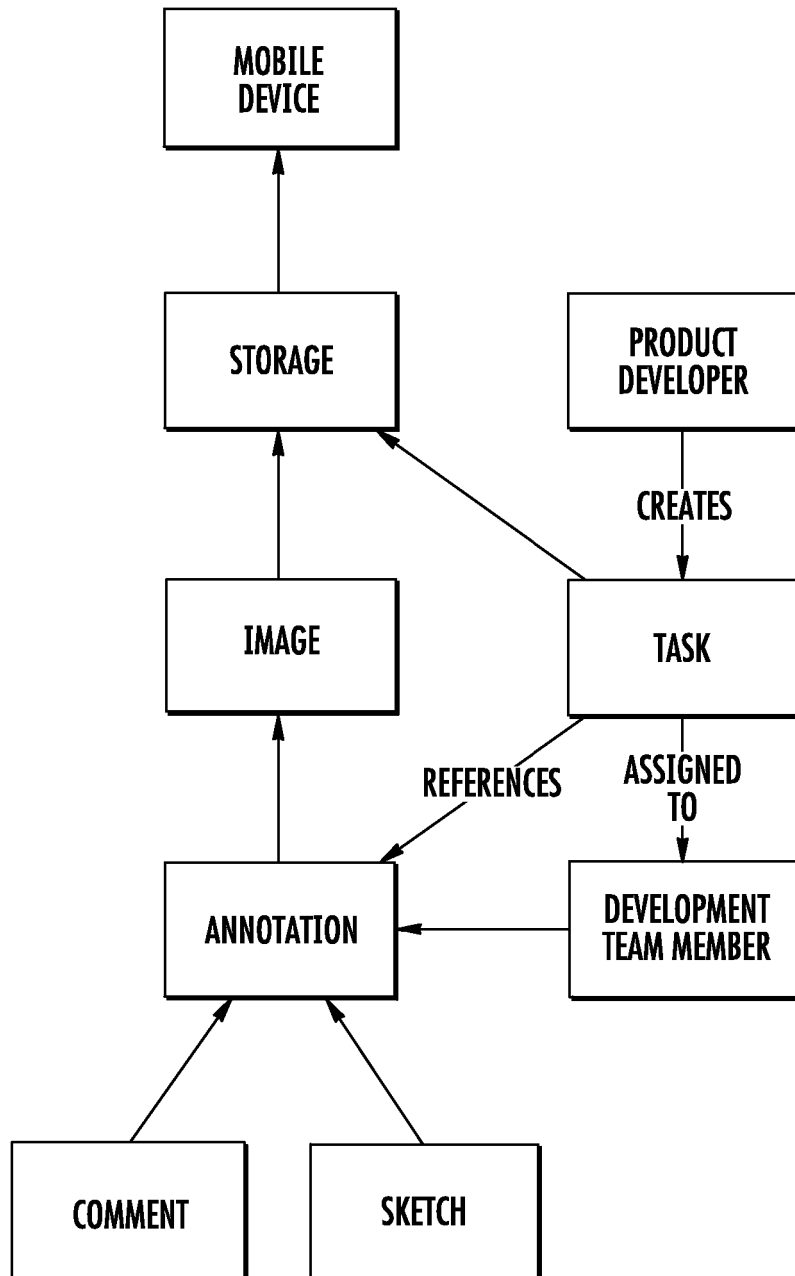 MOBILE
DEVICE
STORAGE
PRODUCT
DEVELOPER
CREATES
IMAGE
TASK
REFERENCES
ASSIGNED
TO
ANNOTATION
DEVELOPMENT
TEAM MEMBER
COMMENT
SKETCH